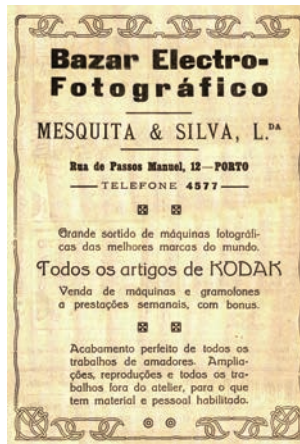 Bazar Electro-
Fotográfico
MESQUITA & SILVA, L.DA
Rua de Passos Manuel, 12—PORTO
TELEFONE 4577
Grande sortido de máquinas fotográfi-
cas das melhores marcas do mundo.
Todos os artigos de KODAK
Venda de máquinas e gramofones
a prestações semanais, com bonus.
Acabamento perfeito de todos os
trabalhos de amadores. Amplia-
ções, reproduções e todos os tra-
balhos fora do atelier, para o que
tem material e pessoal habilitado.